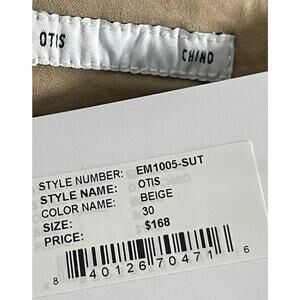 OTIS CHINO
STYLE NUMBER: EM1005-SUT
STYLE NAME: OTIS
COLOR NAME: BEIGE
SIZE: 30
PRICE: $168
8 40126 70471 6